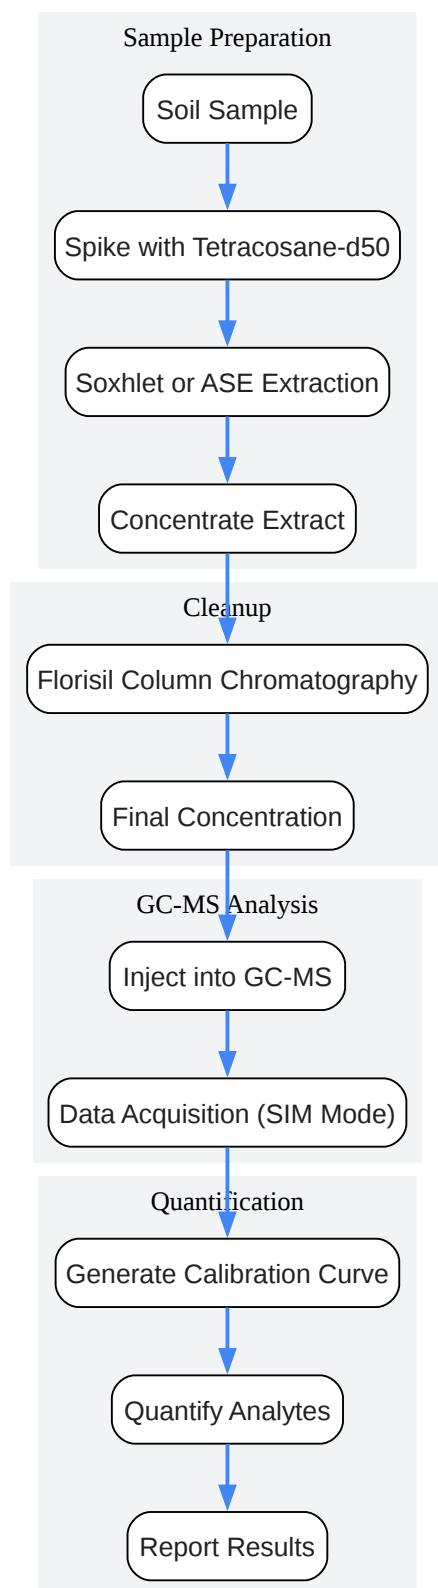 Sample Preparation
Soil Sample
Spike with Tetracosane-d50
Soxhlet or ASE Extraction
Concentrate Extract
Cleanup
Florisil Column Chromatography
Final Concentration
GC-MS Analysis
Inject into GC-MS
Data Acquisition (SIM Mode)
Quantification
Generate Calibration Curve
Quantify Analytes
Report Results